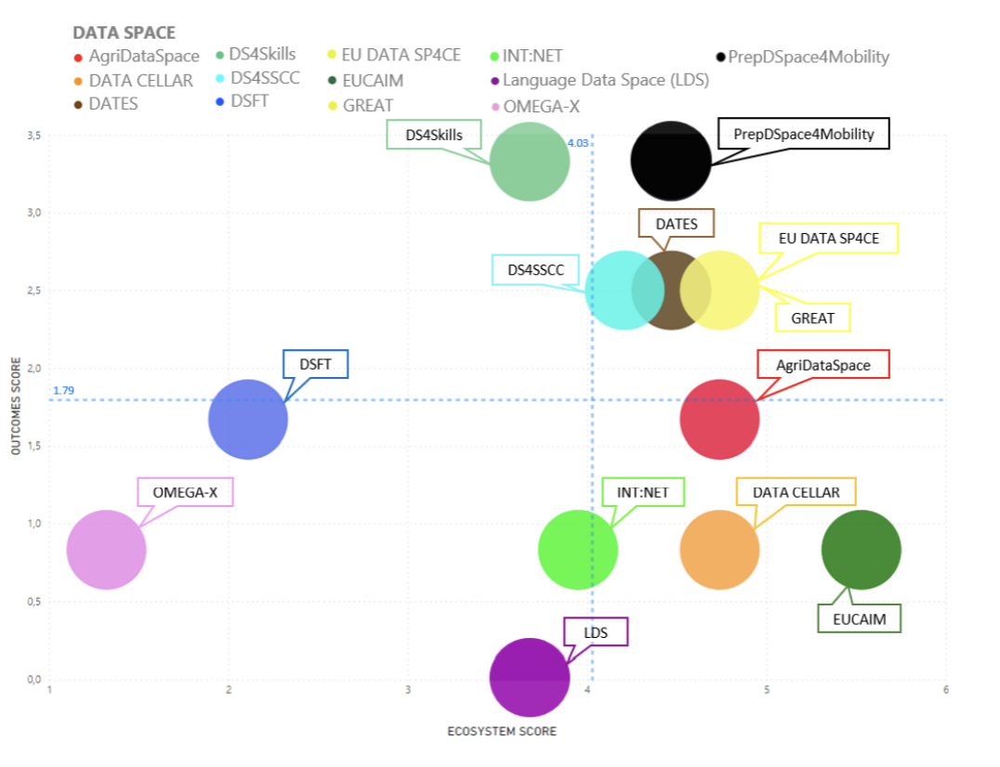 DATA SPACE
AgriDataSpace DS4Skills EU DATA SP4CE INT:NET PrepDSpace4Mobility
DATA CELLAR DS4SSCC EUCAIM Language Data Space (LDS)
DATES DSFT GREAT OMEGA-X
3,5
DS4Skills
4.03
PrepDSpace4Mobility
3,0
DATES
EU DATA SP4CE
DS4SSCC
2,5
GREAT
2,0
DSFT
AgriDataSpace
1.79
OUTCOMES SCORE
1,5
OMEGA-X
INT:NET
DATA CELLAR
1,0
0,5
EUCAIM
LDS
0,0
1 2 3 4 5 6
ECOSYSTEM SCORE